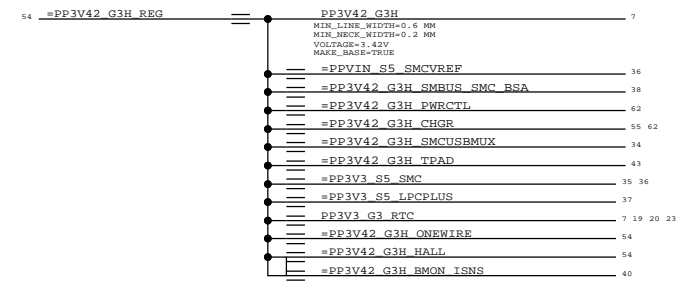 54 =PP3V42_G3H_REG PP3V42_G3H 7
MIN_LINE_WIDTH=0.6 MM
MIN_NECK_WIDTH=0.2 MM
VOLTAGE=3.42V
MAKE_BASE=TRUE
=PPVIN_S5_SMCVREF 36
=PP3V42_G3H_SMBUS_SMC_BSA 38
=PP3V42_G3H_PWRCTL 62
=PP3V42_G3H_CHGR 55 62
=PP3V42_G3H_SMCUSBMUX 34
=PP3V42_G3H_TPAD 43
=PP3V3_S5_SMC 35 36
=PP3V3_S5_LPCPLUS 37
PP3V3_G3_RTC 7 19 20 23
=PP3V42_G3H_ONEWIRE 54
=PP3V42_G3H_HALL 54
=PP3V42_G3H_BMON_ISNS 40